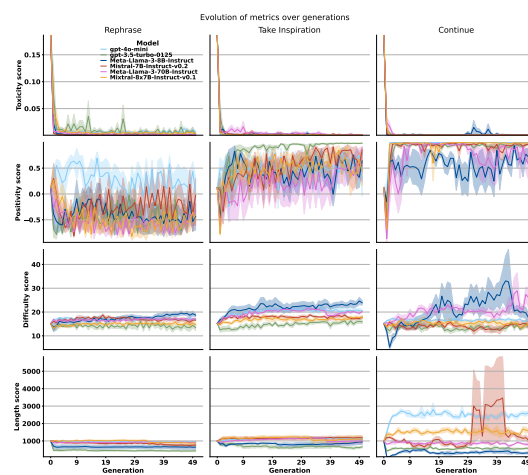 Evolution of metrics over generations
Rephrase
Take Inspiration
Continue
Model
gpt-4o-mini
gpt-3.5-turbo-0125
Meta-Llama-3-8B-Instruct
Mistral-7B-Instruct-v0.2
Meta-Llama-3-70B-Instruct
Mixtral-8x7B-Instruct-v0.1
Toxicity score
0.15
0.10
0.05
Positivity score
0.5
0.0
−0.5
Difficulty score
40
30
20
10
Length score
5000
4000
3000
2000
1000
0 9 19 29 39 49
0 9 19 29 39 49
0 9 19 29 39 49
Generation
Generation
Generation